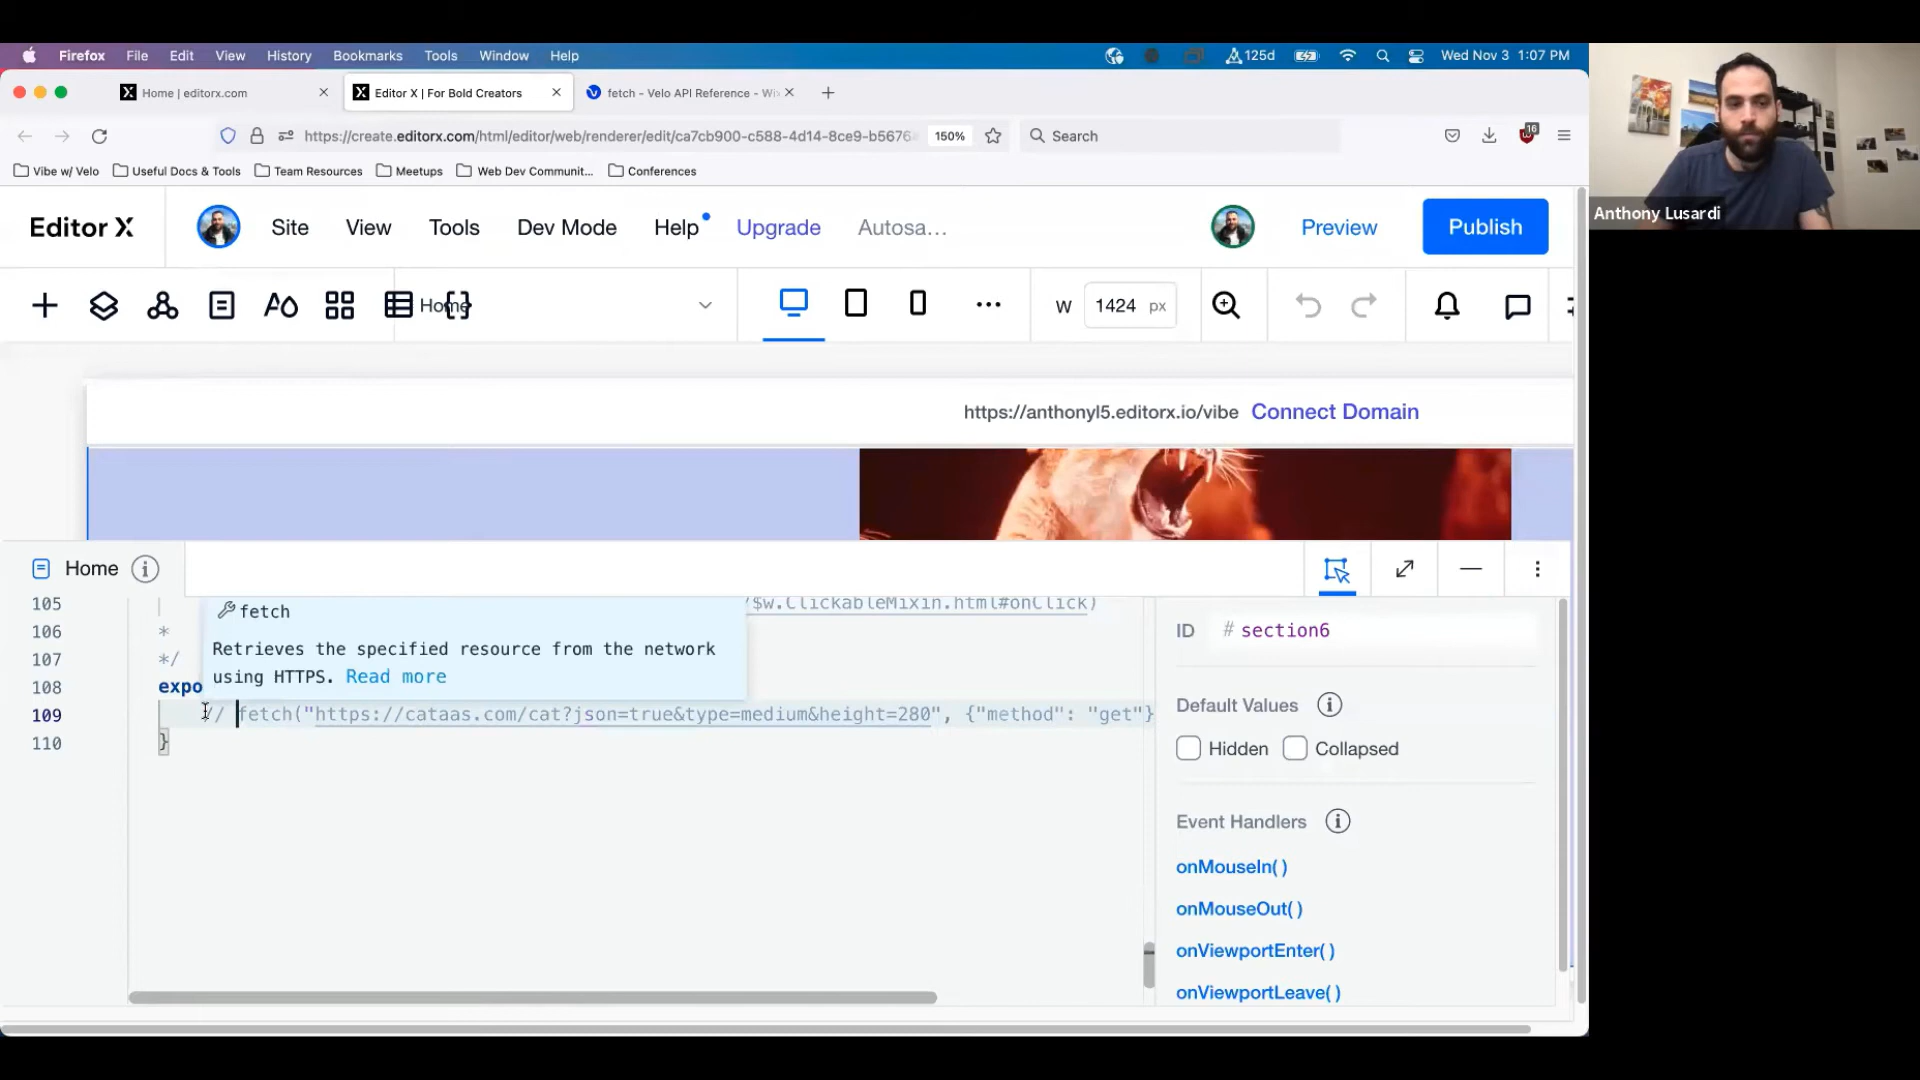 Firefox File Edit View History Bookmarks Tools Window Help 125d Wed Nov 3 1:07 PM
Home | editorx.com Editor X | For Bold Creators fetch - Velo API Reference - Wi
https://create.editorx.com/html/editor/web/renderer/edit/ca7cb900-c588-4d14-8ce9-b5676 150% Search 16
Vibe w/ Velo Useful Docs & Tools Team Resources Meetups Web Dev Communit... Conferences
Anthony Lusardi
Editor X Site View Tools Dev Mode Help Upgrade Autosa... Preview Publish
Home W 1424 px
https://anthonyl5.editorx.io/vibe Connect Domain
Home
105 /$w.ClickableMixin.html#onClick)
fetch
106 *
Retrieves the specified resource from the network
107 */
using HTTPS. Read more
108 expo
109 // fetch("https://cataas.com/cat?json=true&type=medium&height=280", {"method": "get"}
110 }
ID # section6
Default Values
Hidden Collapsed
Event Handlers
onMouseIn( )
onMouseOut( )
onViewportEnter( )
onViewportLeave( )